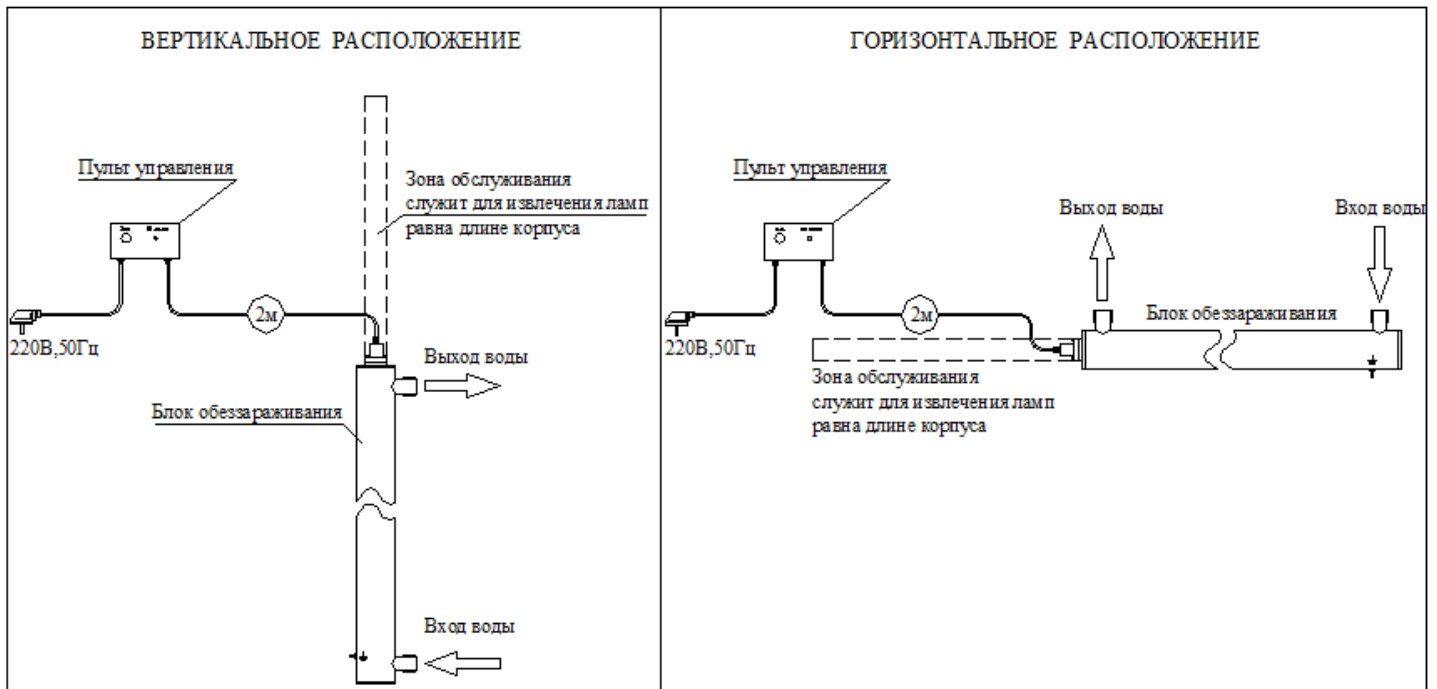 ВЕРТИКАЛЬНОЕ РАСПОЛОЖЕНИЕ
Пульт управления
Зона обслуживания
служит для извлечения ламп
равна длине корпуса
2м
220В,50Гц
Выход воды
Блок обеззараживания
Вход воды
ГОРИЗОНТАЛЬНОЕ РАСПОЛОЖЕНИЕ
Пульт управления
Выход воды
Вход воды
2м
Блок обеззараживания
220В,50Гц
Зона обслуживания
служит для извлечения ламп
равна длине корпуса